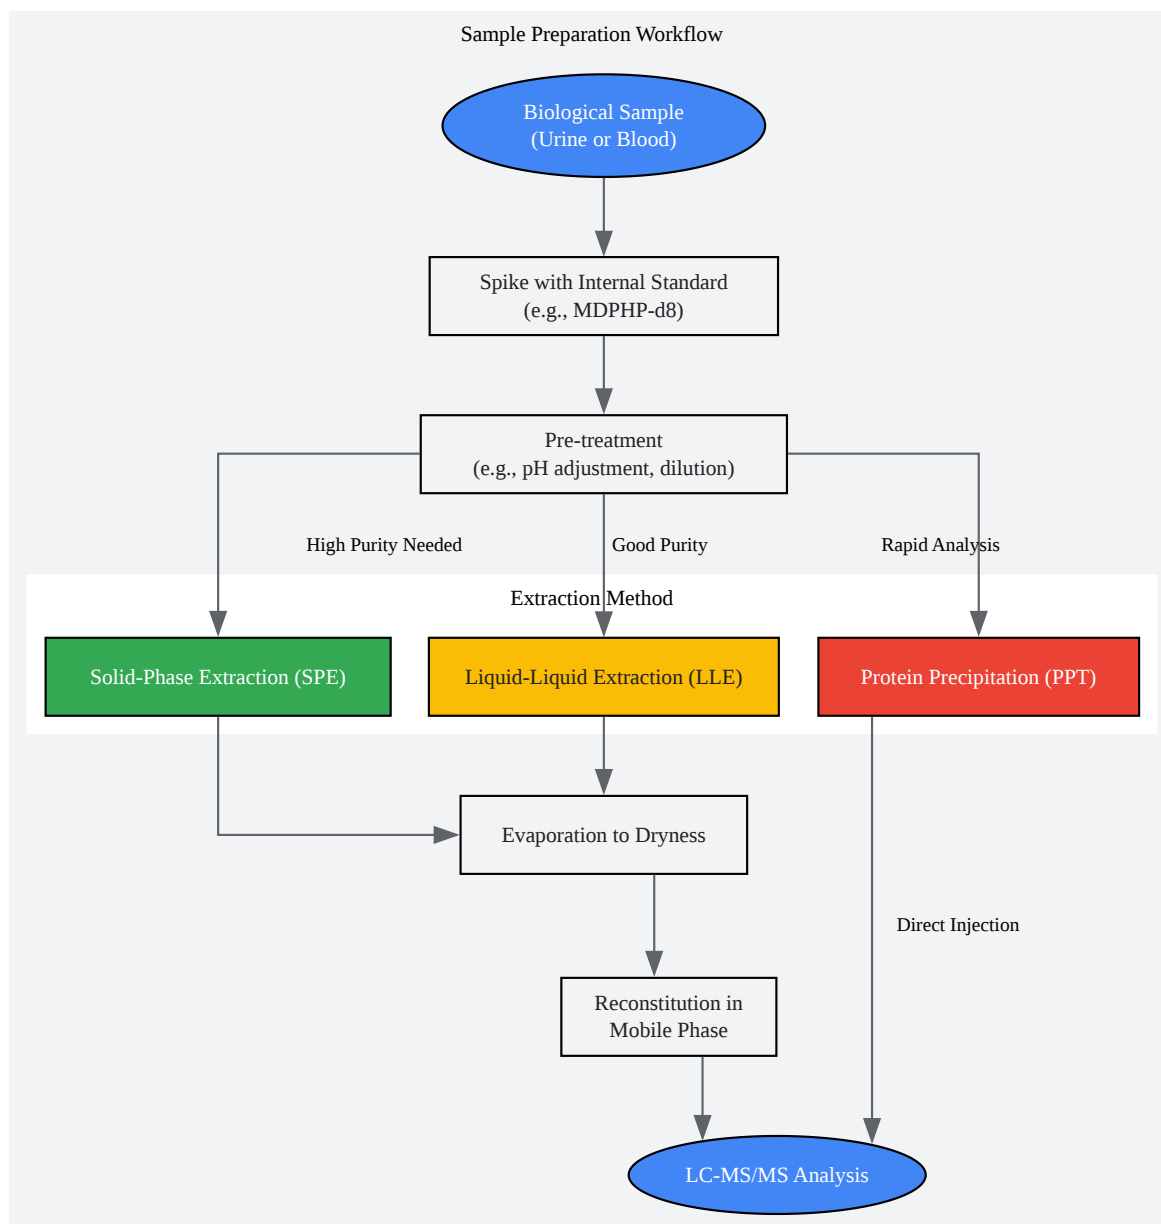 Sample Preparation Workflow
Biological Sample
(Urine or Blood)
Spike with Internal Standard
(e.g., MDPHP-d8)
Pre-treatment
(e.g., pH adjustment, dilution)
High Purity Needed
Good Purity
Rapid Analysis
Extraction Method
Solid-Phase Extraction (SPE)
Liquid-Liquid Extraction (LLE)
Protein Precipitation (PPT)
Evaporation to Dryness
Direct Injection
Reconstitution in
Mobile Phase
LC-MS/MS Analysis